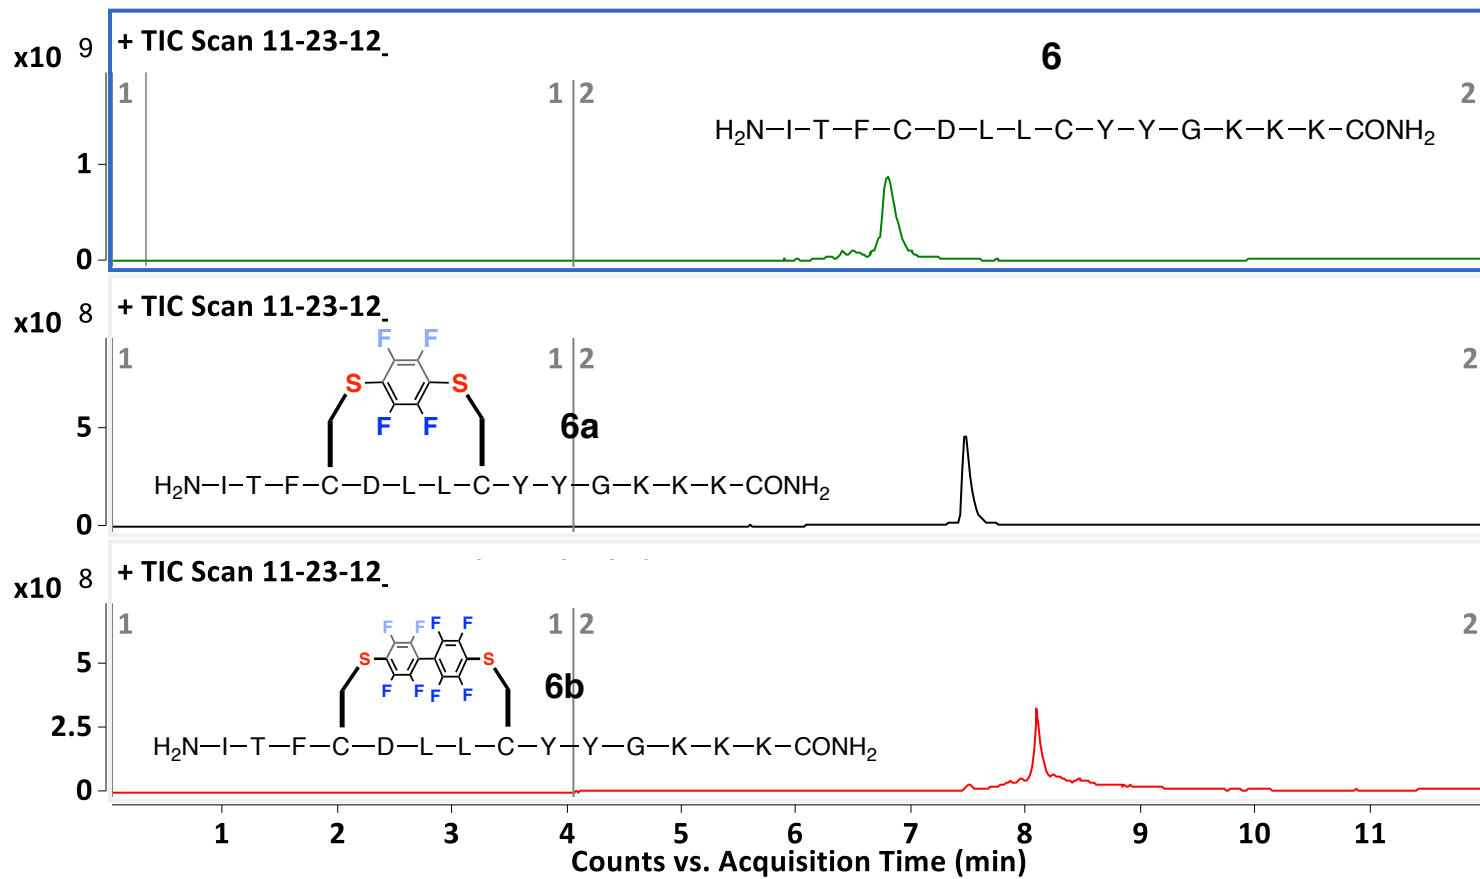 + TIC Scan 11-23-12_
x10 9
6
1
1 2
2
H₂N–I–T–F–C–D–L–L–C–Y–Y–G–K–K–K–CONH₂
1
0
+ TIC Scan 11-23-12_
x10 8
F F
1
1 2
2
S S
F F
6a
5
H₂N–I–T–F–C–D–L–L–C–Y–Y–G–K–K–K–CONH₂
0
+ TIC Scan 11-23-12_
x10 8
F F F F
1
1 2
2
S S
5
F F F F
6b
2.5
H₂N–I–T–F–C–D–L–L–C–Y–Y–G–K–K–K–CONH₂
0
1 2 3 4 5 6 7 8 9 10 11
Counts vs. Acquisition Time (min)